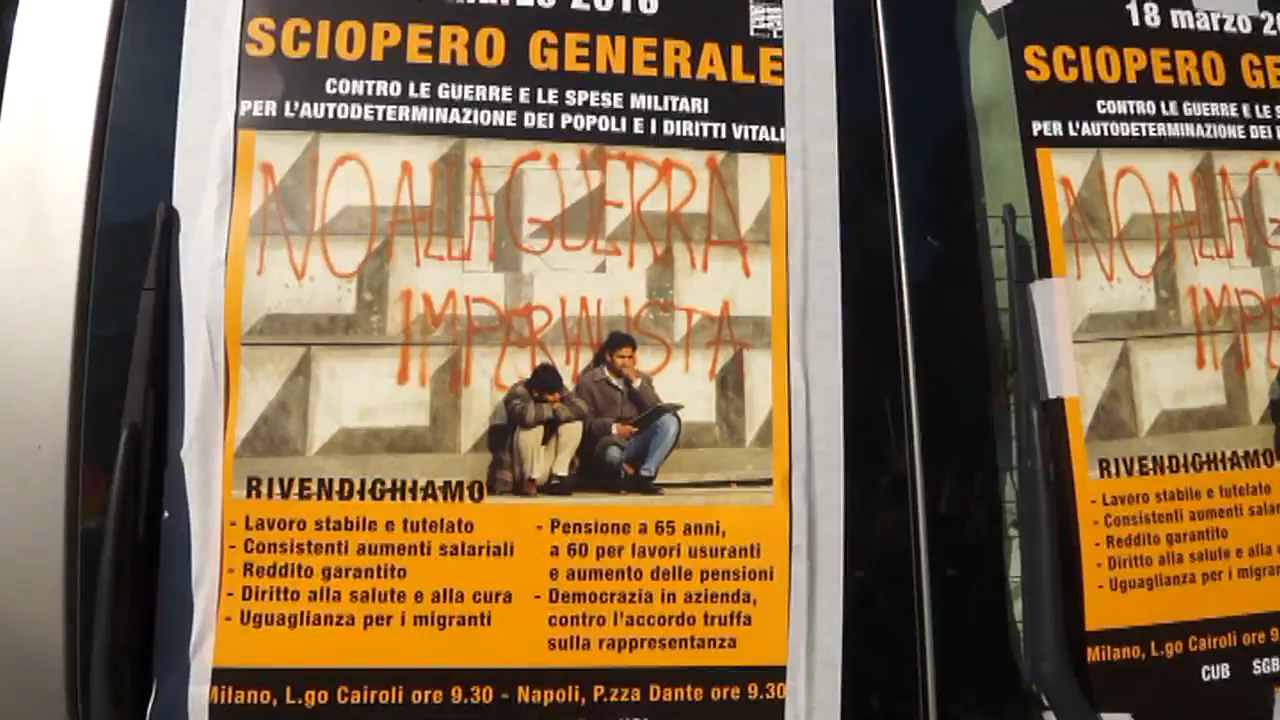 2016
SCIOPERO GENERALE
CONTRO LE GUERRE E LE SPESE MILITARI
PER L'AUTODETERMINAZIONE DEI POPOLI E I DIRITTI VITALI
NO ALLA GUERRA
IMPERIALISTA
RIVENDICHIAMO
- Lavoro stabile e tutelato
- Consistenti aumenti salariali
- Reddito garantito
- Diritto alla salute e alla cura
- Uguaglianza per i migranti
- Pensione a 65 anni,
a 60 per lavori usuranti
e aumento delle pensioni
- Democrazia in azienda,
contro l'accordo truffa
sulla rappresentanza
Milano, L.go Cairoli ore 9.30 - Napoli, P.zza Dante ore 9.30
18 marzo
SCIOPERO
CONTRO LE GUERRE E LE
PER L'AUTODETERMINAZIONE DEI
NO ALLA
RIVENDICHIAMO
- Lavoro stabile e tutelato
- Consistenti aumenti
- Reddito garantito
- Diritto alla salute e alla
- Uguaglianza per i
Milano, L.go Cairoli ore
CUB SGB